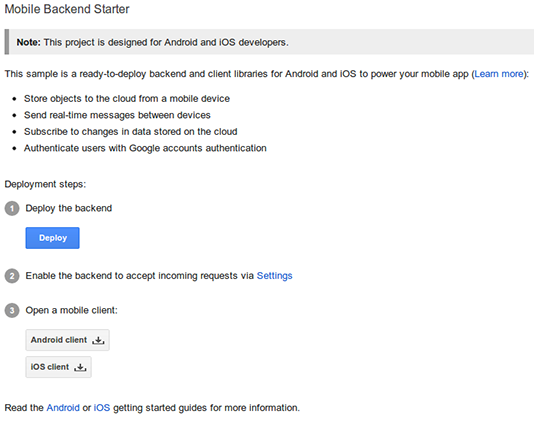 Mobile Backend Starter
Note: This project is designed for Android and iOS developers.
This sample is a ready-to-deploy backend and client libraries for Android and iOS to power your mobile app (Learn more):
• Store objects to the cloud from a mobile device
• Send real-time messages between devices
• Subscribe to changes in data stored on the cloud
• Authenticate users with Google accounts authentication
Deployment steps:
1 Deploy the backend
Deploy
2 Enable the backend to accept incoming requests via Settings
3 Open a mobile client:
Android client
iOS client
Read the Android or iOS getting started guides for more information.